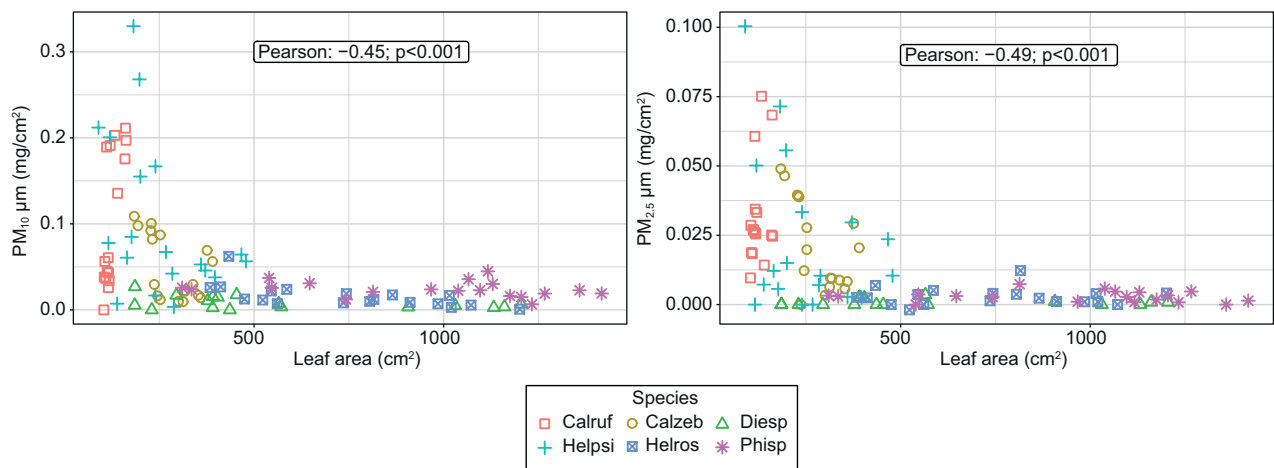 Pearson: −0.45; p<0.001
PM10 μm (mg/cm²)
0.3
0.2
0.1
0.0
500
1000
Leaf area (cm²)
Pearson: −0.49; p<0.001
PM2.5 μm (mg/cm²)
0.100
0.075
0.050
0.025
0.000
500
1000
Leaf area (cm²)
Species
Calruf Calzeb Diesp
Helpsi Helros Phisp